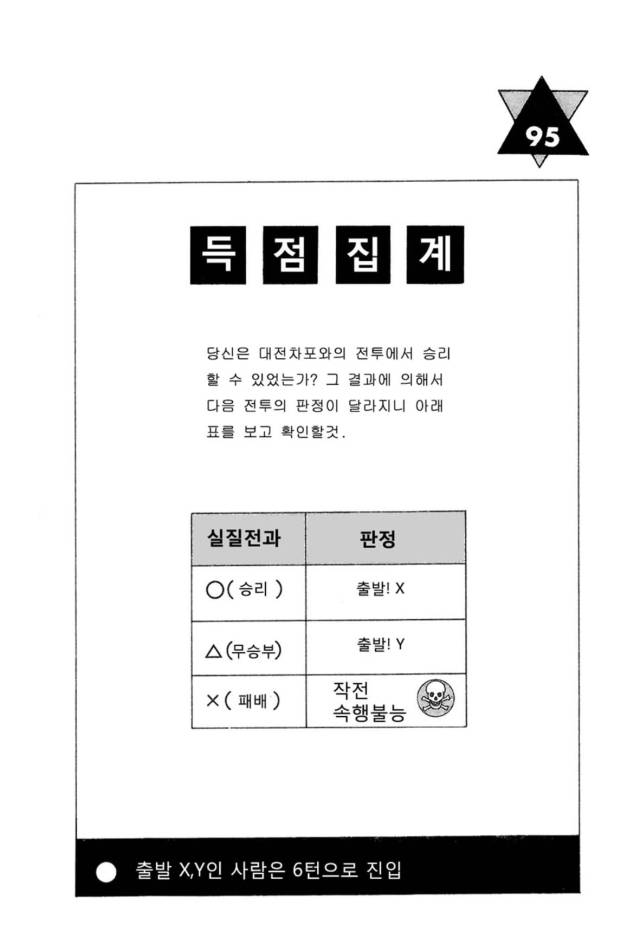 95
득점집계
당신은 대전차포와의 전투에서 승리
할 수 있었는가? 그 결과에 의해서
다음 전투의 판정이 달라지니 아래
표를 보고 확인할것.
실질전과 판정
○( 승리 ) 출발! X
△(무승부) 출발! Y
×( 패배 ) 작전
속행불능
● 출발 X,Y인 사람은 6턴으로 진입